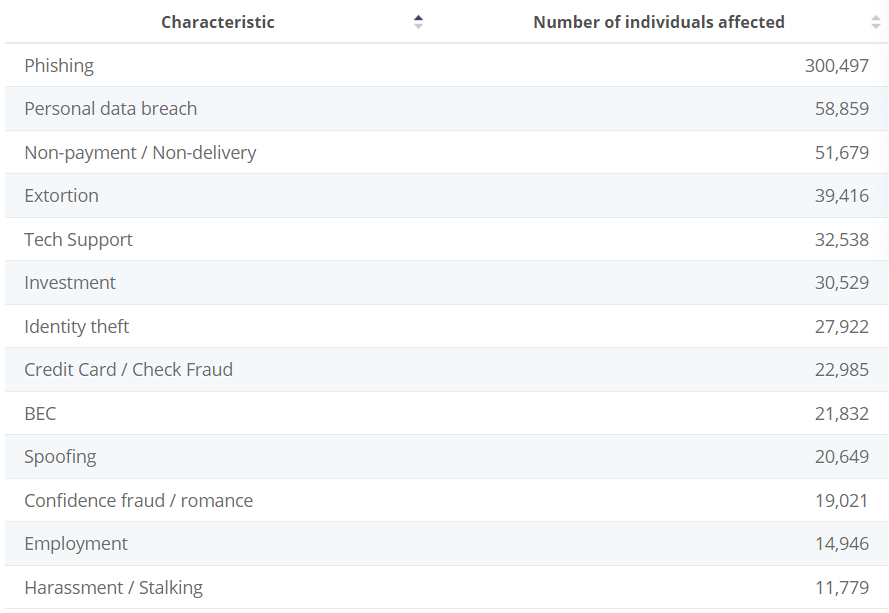 Characteristic Number of individuals affected
Phishing 300,497
Personal data breach 58,859
Non-payment / Non-delivery 51,679
Extortion 39,416
Tech Support 32,538
Investment 30,529
Identity theft 27,922
Credit Card / Check Fraud 22,985
BEC 21,832
Spoofing 20,649
Confidence fraud / romance 19,021
Employment 14,946
Harassment / Stalking 11,779